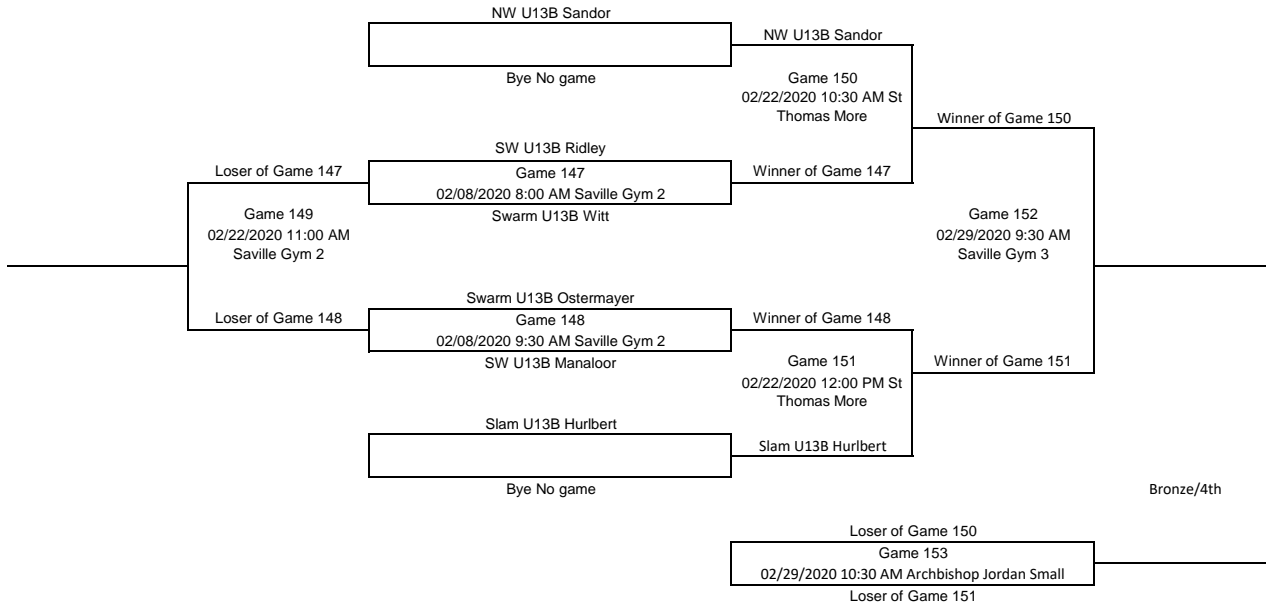 NW U13B Sandor
NW U13B Sandor
Bye No game
Game 150
02/22/2020 10:30 AM St
Thomas More
Winner of Game 150
SW U13B Ridley
Loser of Game 147
Game 147
Winner of Game 147
02/08/2020 8:00 AM Saville Gym 2
Swarm U13B Witt
Game 149
02/22/2020 11:00 AM
Saville Gym 2
Game 152
02/29/2020 9:30 AM
Saville Gym 3
Swarm U13B Ostermayer
Loser of Game 148
Game 148
Winner of Game 148
02/08/2020 9:30 AM Saville Gym 2
SW U13B Manaloor
Game 151
02/22/2020 12:00 PM St
Thomas More
Winner of Game 151
Slam U13B Hurlbert
Slam U13B Hurlbert
Bye No game
Bronze/4th
Loser of Game 150
Game 153
02/29/2020 10:30 AM Archbishop Jordan Small
Loser of Game 151